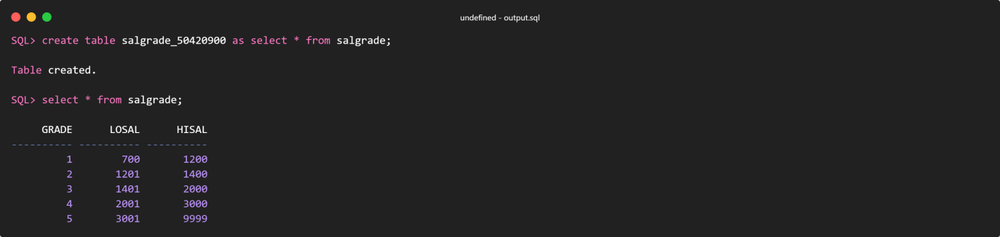 undefined - output.sql
SQL> create table salgrade_50420900 as select * from salgrade;
Table created.
SQL> select * from salgrade;
GRADE LOSAL HISAL
---------- ---------- ----------
1 700 1200
2 1201 1400
3 1401 2000
4 2001 3000
5 3001 9999